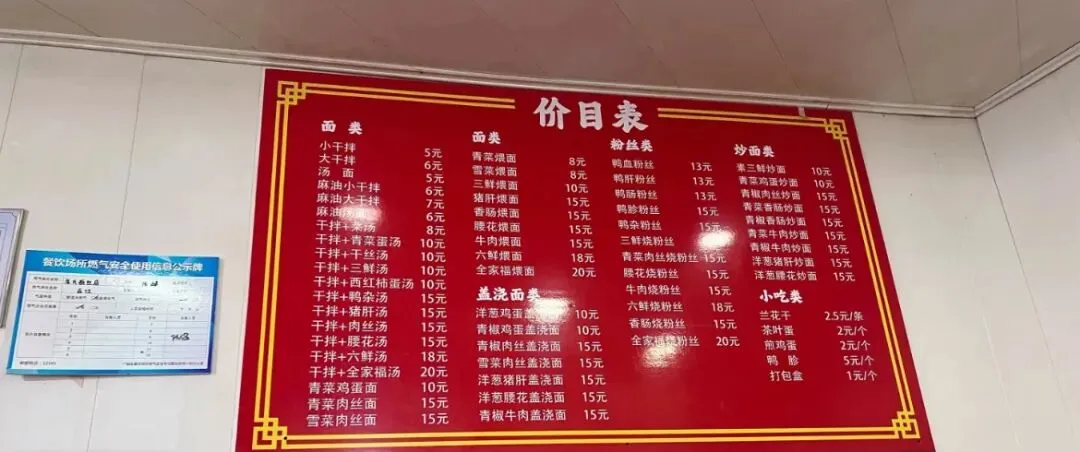 价目表
面 类
小干拌 5元
大干拌 6元
汤 面 5元
麻油小干拌 6元
麻油大干拌 7元
麻油汤面 6元
干拌+菜汤 8元
干拌+青菜蛋汤 10元
干拌+干丝汤 10元
干拌+三鲜汤 10元
干拌+西红柿蛋汤 10元
干拌+鸭杂汤 15元
干拌+猪肝汤 15元
干拌+肉丝汤 15元
干拌+腰花汤 15元
干拌+六鲜汤 18元
干拌+全家福汤 20元
青菜鸡蛋面 10元
青菜肉丝面 15元
雪菜肉丝面 15元
面类
青菜煨面 8元
雪菜煨面 8元
三鲜煨面 10元
猪肝煨面 15元
香肠煨面 15元
腰花煨面 15元
牛肉煨面 15元
六鲜煨面 18元
全家福煨面 20元
盖浇面类
洋葱鸡蛋盖浇面 10元
青椒鸡蛋盖浇面 10元
青椒肉丝盖浇面 15元
雪菜肉丝盖浇面 15元
洋葱猪肝盖浇面 15元
洋葱腰花盖浇面 15元
青椒牛肉盖浇面 15元
粉丝类
鸭血粉丝 13元
鸭肝粉丝 13元
鸭肠粉丝 13元
鸭胗粉丝 15元
鸭杂粉丝 15元
三鲜烧粉丝 15元
青菜肉丝烧粉丝 15元
腰花烧粉丝 15元
牛肉烧粉丝 15元
六鲜烧粉丝 18元
香肠烧粉丝 15元
全家福烧粉丝 20元
炒面类
素三鲜炒面 10元
青菜鸡蛋炒面 10元
青椒肉丝炒面 15元
青菜香肠炒面 15元
青椒香肠炒面 15元
青菜牛肉炒面 15元
青椒牛肉炒面 15元
洋葱猪肝炒面 15元
洋葱腰花炒面 15元
小吃类
兰花干 2.5元/条
茶叶蛋 2元/个
煎鸡蛋 2元/个
鸭 胗 5元/个
打包盒 1元/个
餐饮场所燃气安全使用信息公示牌